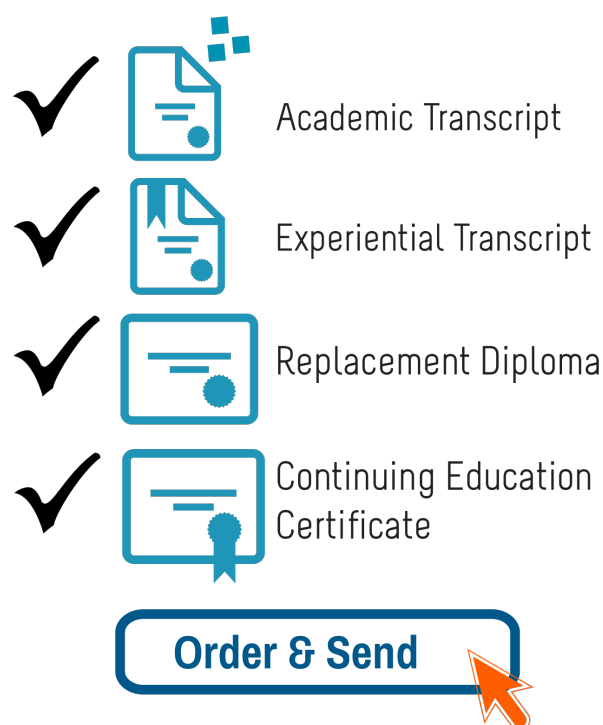 Academic Transcript
Experiential Transcript
Replacement Diploma
Continuing Education
Certificate
Order & Send